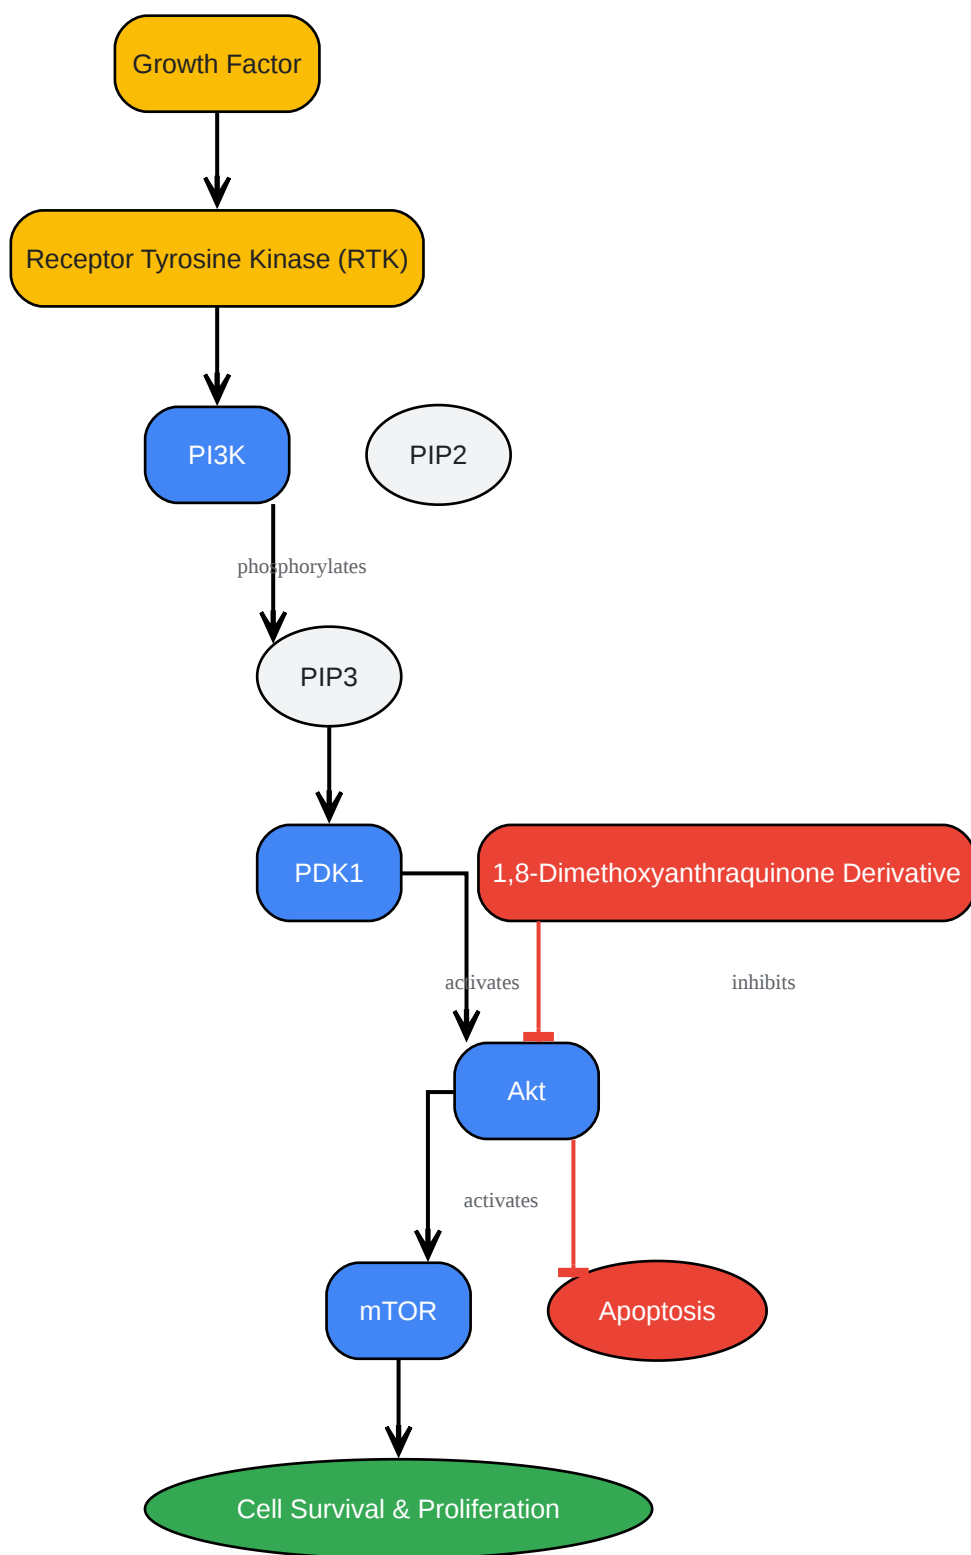 Growth Factor
Receptor Tyrosine Kinase (RTK)
PI3K
PIP2
phosphorylates
PIP3
PDK1
1,8-Dimethoxyanthraquinone Derivative
activates
inhibits
Akt
activates
mTOR
Apoptosis
Cell Survival & Proliferation